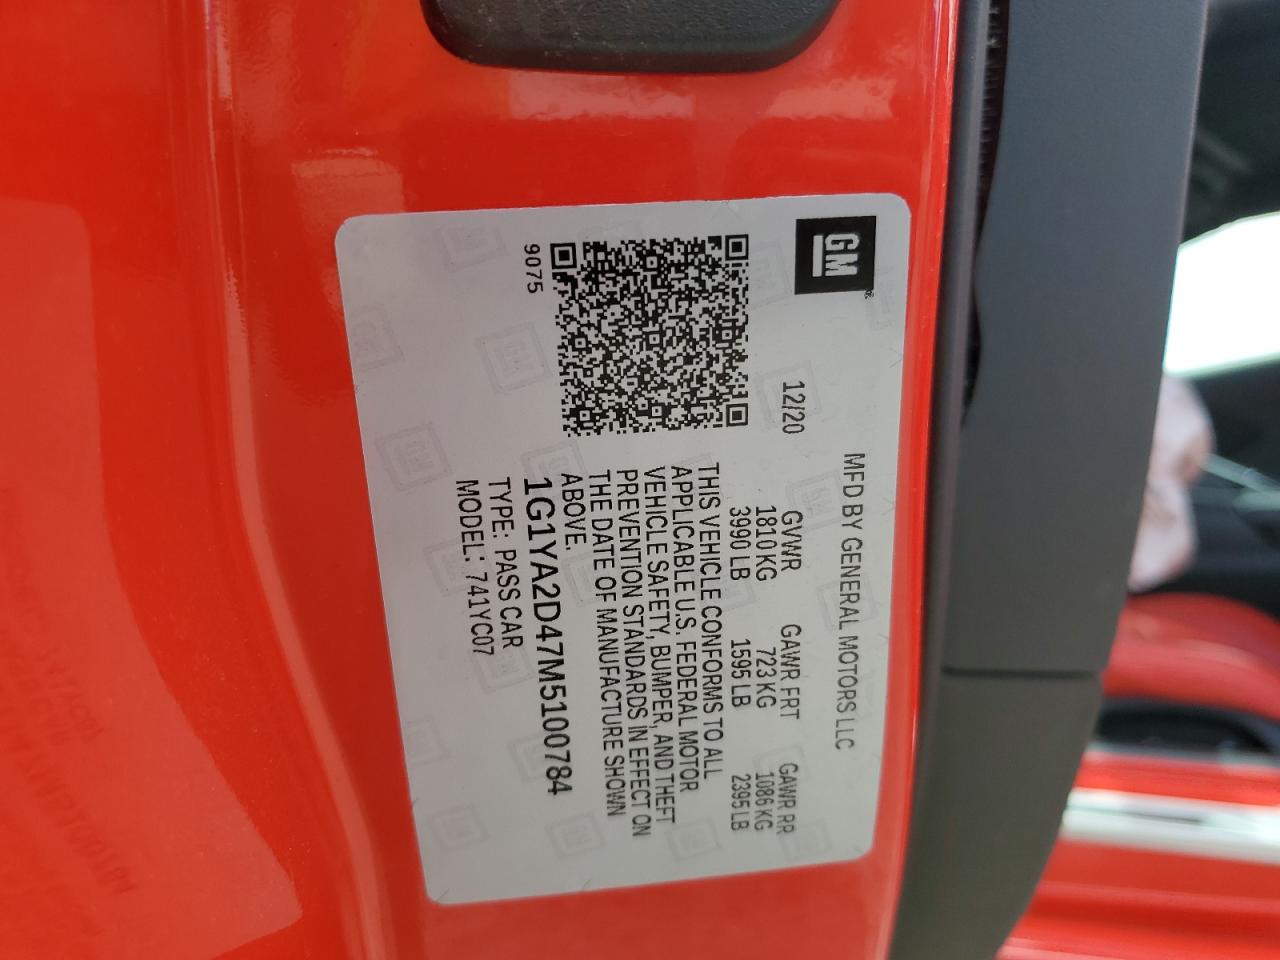 GM
MFD BY GENERAL MOTORS LLC
12/20
GVWR GAWR FRT GAWR RR
1810 KG 723 KG 1086 KG
3990 LB 1595 LB 2395 LB
THIS VEHICLE CONFORMS TO ALL
APPLICABLE U.S. FEDERAL MOTOR
VEHICLE SAFETY, BUMPER, AND THEFT
PREVENTION STANDARDS IN EFFECT ON
THE DATE OF MANUFACTURE SHOWN
ABOVE.
9075
1G1YA2D47M5100784
TYPE: PASS CAR
MODEL: 741YC07